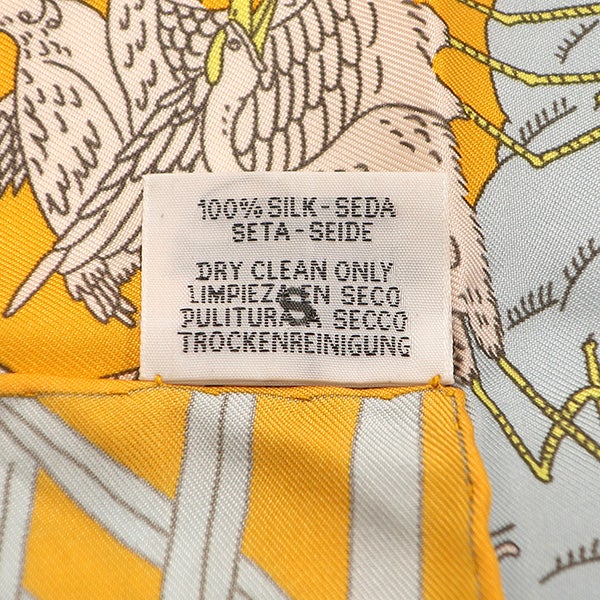 100% SILK-SEDA
SETA-SEIDE
DRY CLEAN ONLY
LIMPIEZA EN SECO
PULITURA A SECCO
TROCKENREINIGUNG
S